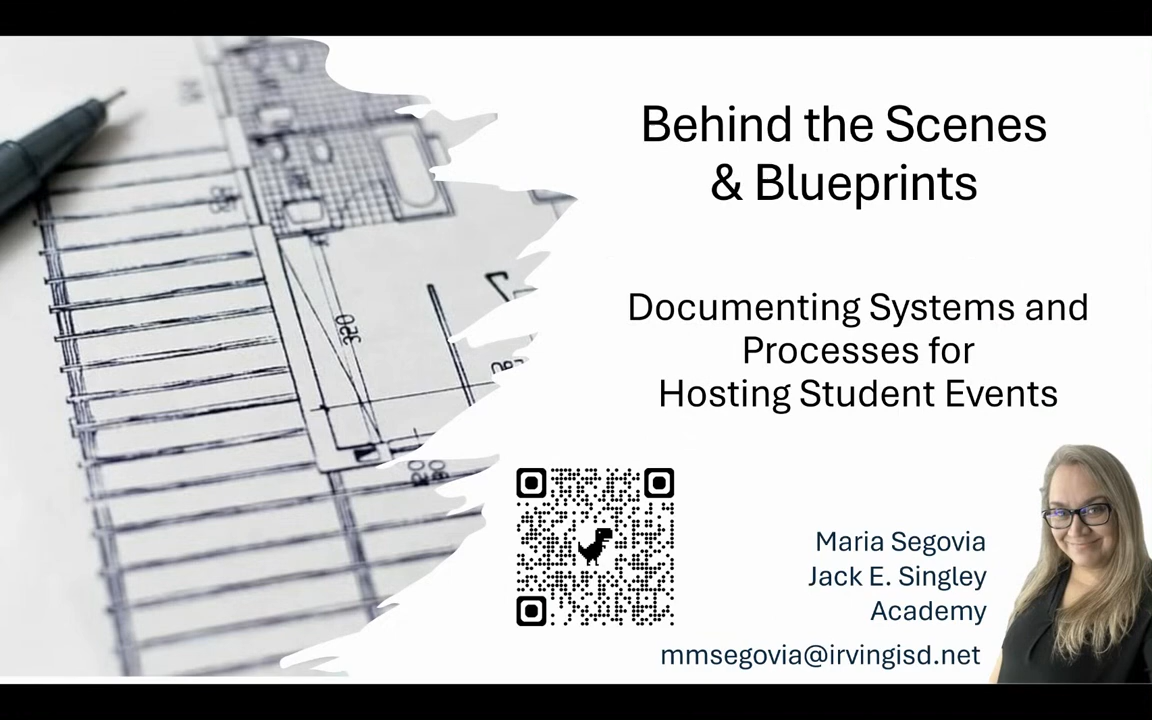 Behind the Scenes
& Blueprints
Documenting Systems and
Processes for
Hosting Student Events
Maria Segovia
Jack E. Singley
Academy
mmsegovia@irvingisd.net